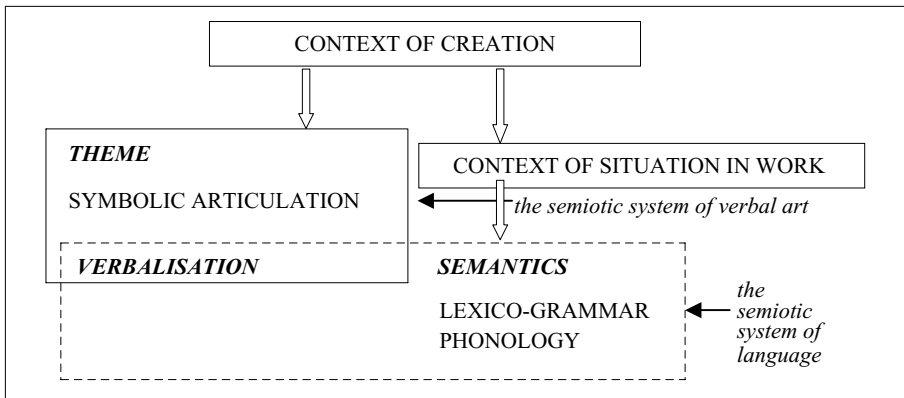 CONTEXT OF CREATION
THEME
CONTEXT OF SITUATION IN WORK
SYMBOLIC ARTICULATION
the semiotic system of verbal art
VERBALISATION
SEMANTICS
LEXICO-GRAMMAR
PHONOLOGY
the
semiotic
system of
language